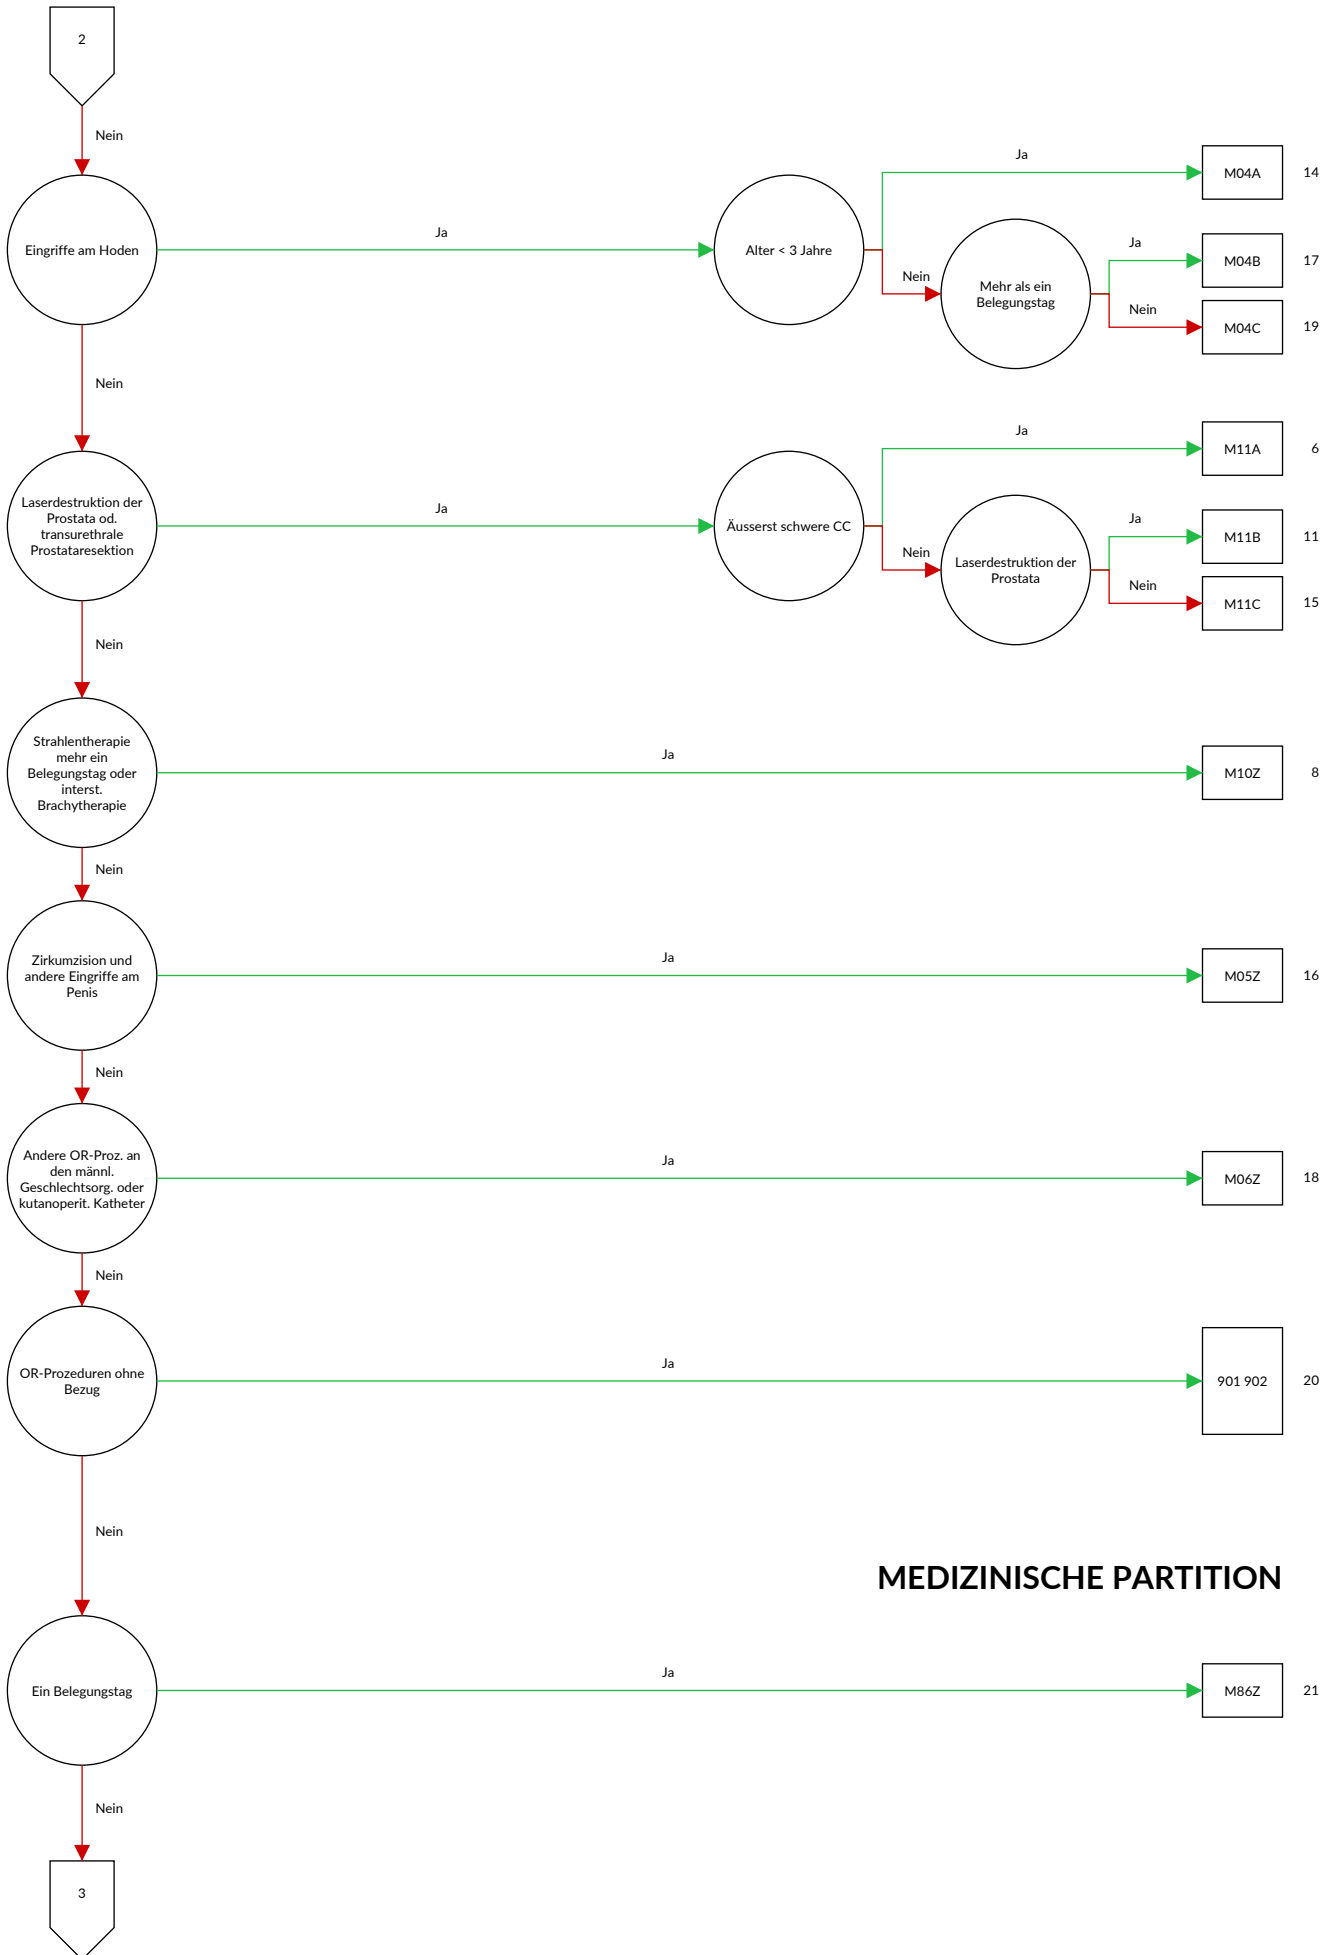 2
Nein
Eingriffe am Hoden
Ja
Alter < 3 Jahre
Ja
M04A
14
Nein
Mehr als ein
Belegungstag
Ja
M04B
17
Nein
M04C
19
Nein
Laserdestruktion der
Prostata od.
transurethrale
Prostataresektion
Ja
Äusserst schwere CC
Ja
M11A
6
Nein
Laserdestruktion der
Prostata
Ja
M11B
11
Nein
M11C
15
Nein
Strahlentherapie
mehr ein
Belegungstag oder
interst.
Brachytherapie
Ja
M10Z
8
Nein
Zirkumzision und
andere Eingriffe am
Penis
Ja
M05Z
16
Nein
Andere OR-Proz. an
den männl.
Geschlechtsorg. oder
kutanoperit. Katheter
Ja
M06Z
18
Nein
OR-Prozeduren ohne
Bezug
Ja
901 902
20
Nein
MEDIZINISCHE PARTITION
Ein Belegungstag
Ja
M86Z
21
Nein
3